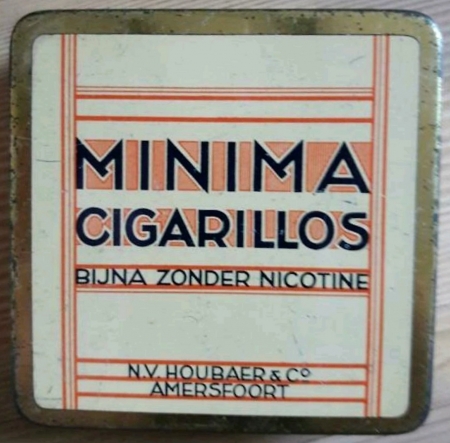 MINIMA
CIGARILLOS
BIJNA ZONDER NICOTINE
N.V. HOUBAER & Cº
AMERSFOORT